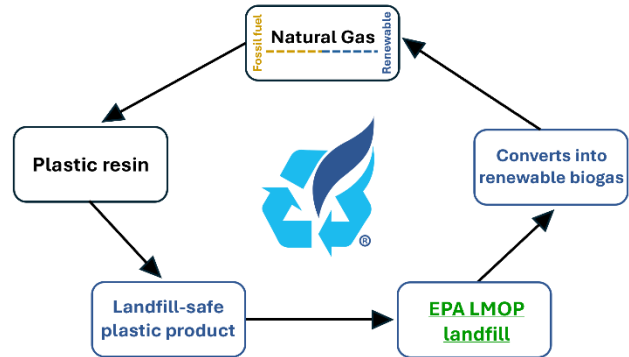 Fossil fuel
Natural Gas
Renewable
Plastic resin
Converts into
renewable biogas
®
Landfill-safe
plastic product
EPA LMOP
landfill